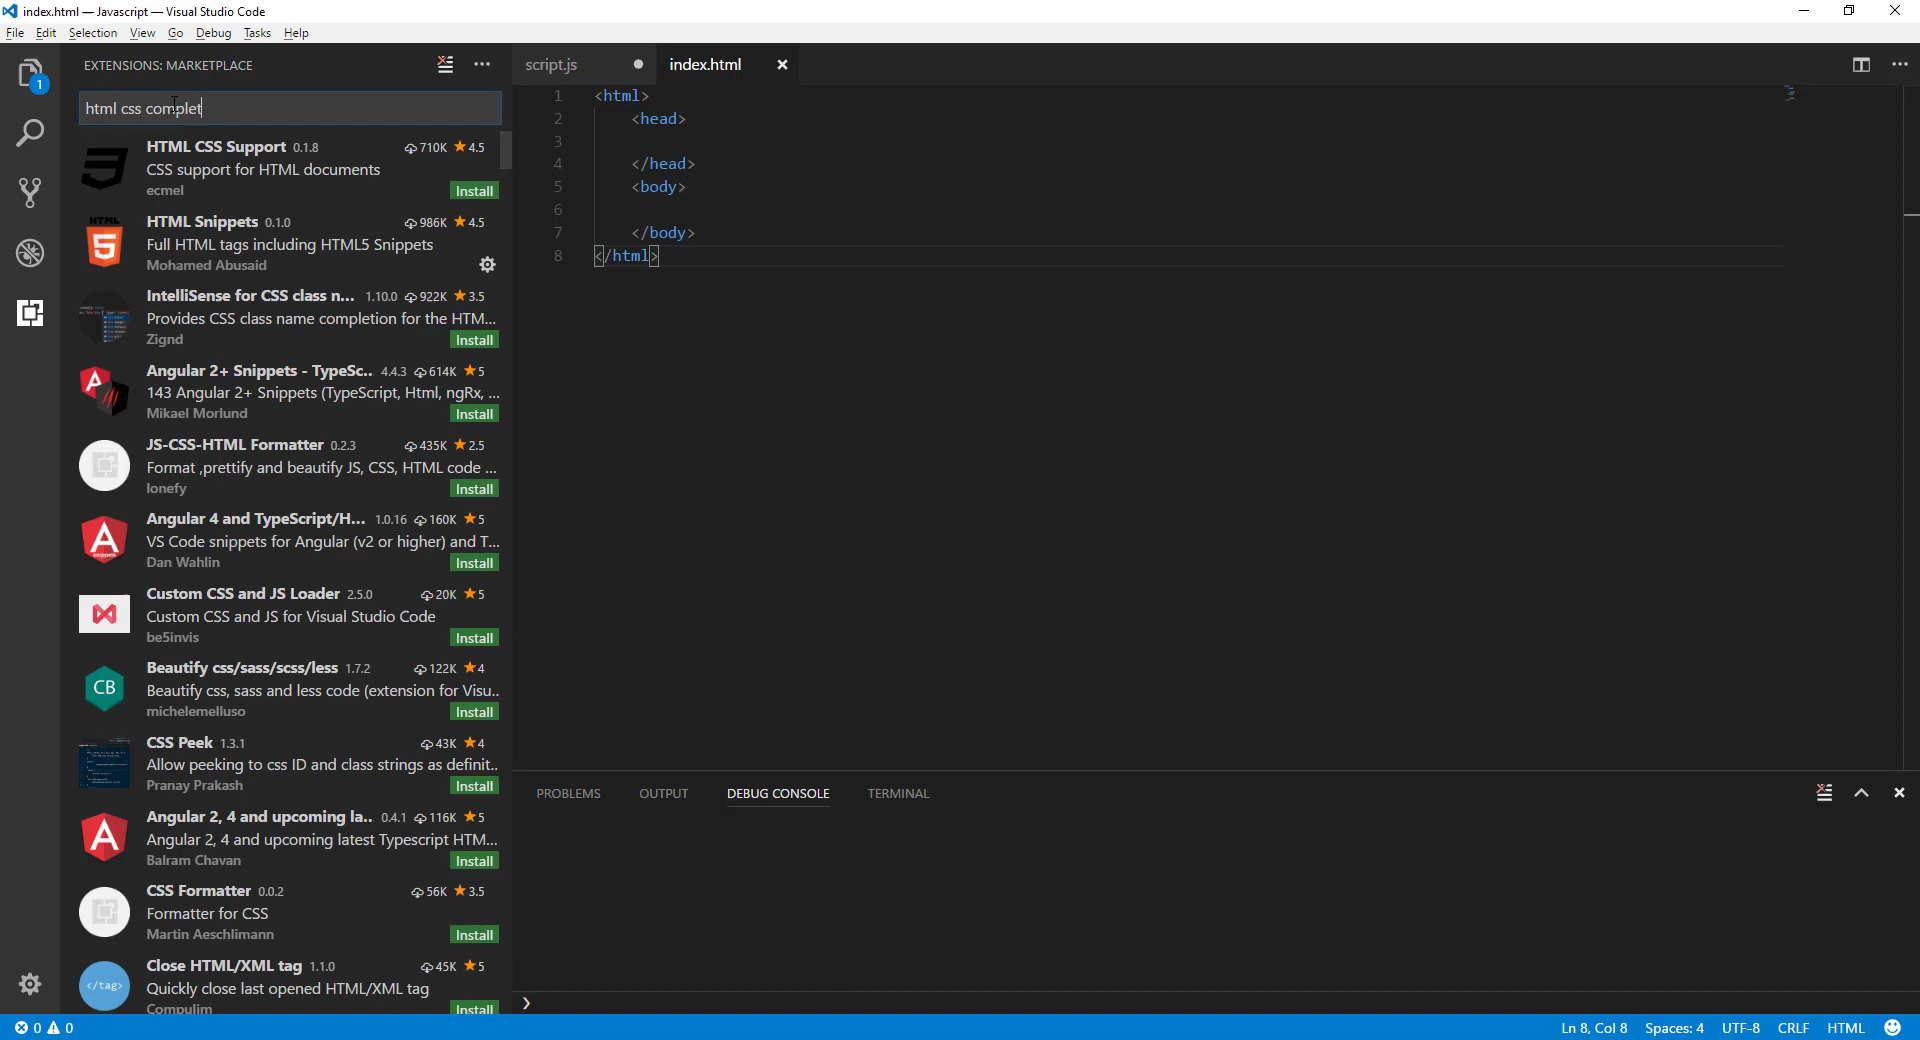 index.html — Javascript — Visual Studio Code
File Edit Selection View Go Debug Tasks Help
EXTENSIONS: MARKETPLACE
1
html css complet
HTML CSS Support 0.1.8 710K 4.5
CSS support for HTML documents
ecmel Install
HTML
5
HTML Snippets 0.1.0 986K 4.5
Full HTML tags including HTML5 Snippets
Mohamed Abusaid
IntelliSense for CSS class n... 1.10.0 922K 3.5
Provides CSS class name completion for the HTM...
Zignd Install
Angular 2+ Snippets - TypeSc.. 4.4.3 614K 5
143 Angular 2+ Snippets (TypeScript, Html, ngRx, ...
Mikael Morlund Install
JS-CSS-HTML Formatter 0.2.3 435K 2.5
Format ,prettify and beautify JS, CSS, HTML code ...
lonefy Install
Angular 4 and TypeScript/H... 1.0.16 160K 5
VS Code snippets for Angular (v2 or higher) and T...
Dan Wahlin Install
Custom CSS and JS Loader 2.5.0 20K 5
Custom CSS and JS for Visual Studio Code
be5invis Install
CB
Beautify css/sass/scss/less 1.7.2 122K 4
Beautify css, sass and less code (extension for Visu..
michelemelluso Install
CSS Peek 1.3.1 43K 4
Allow peeking to css ID and class strings as definit..
Pranay Prakash Install
Angular 2, 4 and upcoming la.. 0.4.1 116K 5
Angular 2, 4 and upcoming latest Typescript HTM...
Balram Chavan Install
CSS Formatter 0.0.2 56K 3.5
Formatter for CSS
Martin Aeschlimann Install
</tag>
Close HTML/XML tag 1.1.0 45K 5
Quickly close last opened HTML/XML tag
Compulim Install
script.js index.html
1 <html>
2 <head>
3
4 </head>
5 <body>
6
7 </body>
8 </html>
PROBLEMS OUTPUT DEBUG CONSOLE TERMINAL
0 0 Ln 8, Col 8 Spaces: 4 UTF-8 CRLF HTML